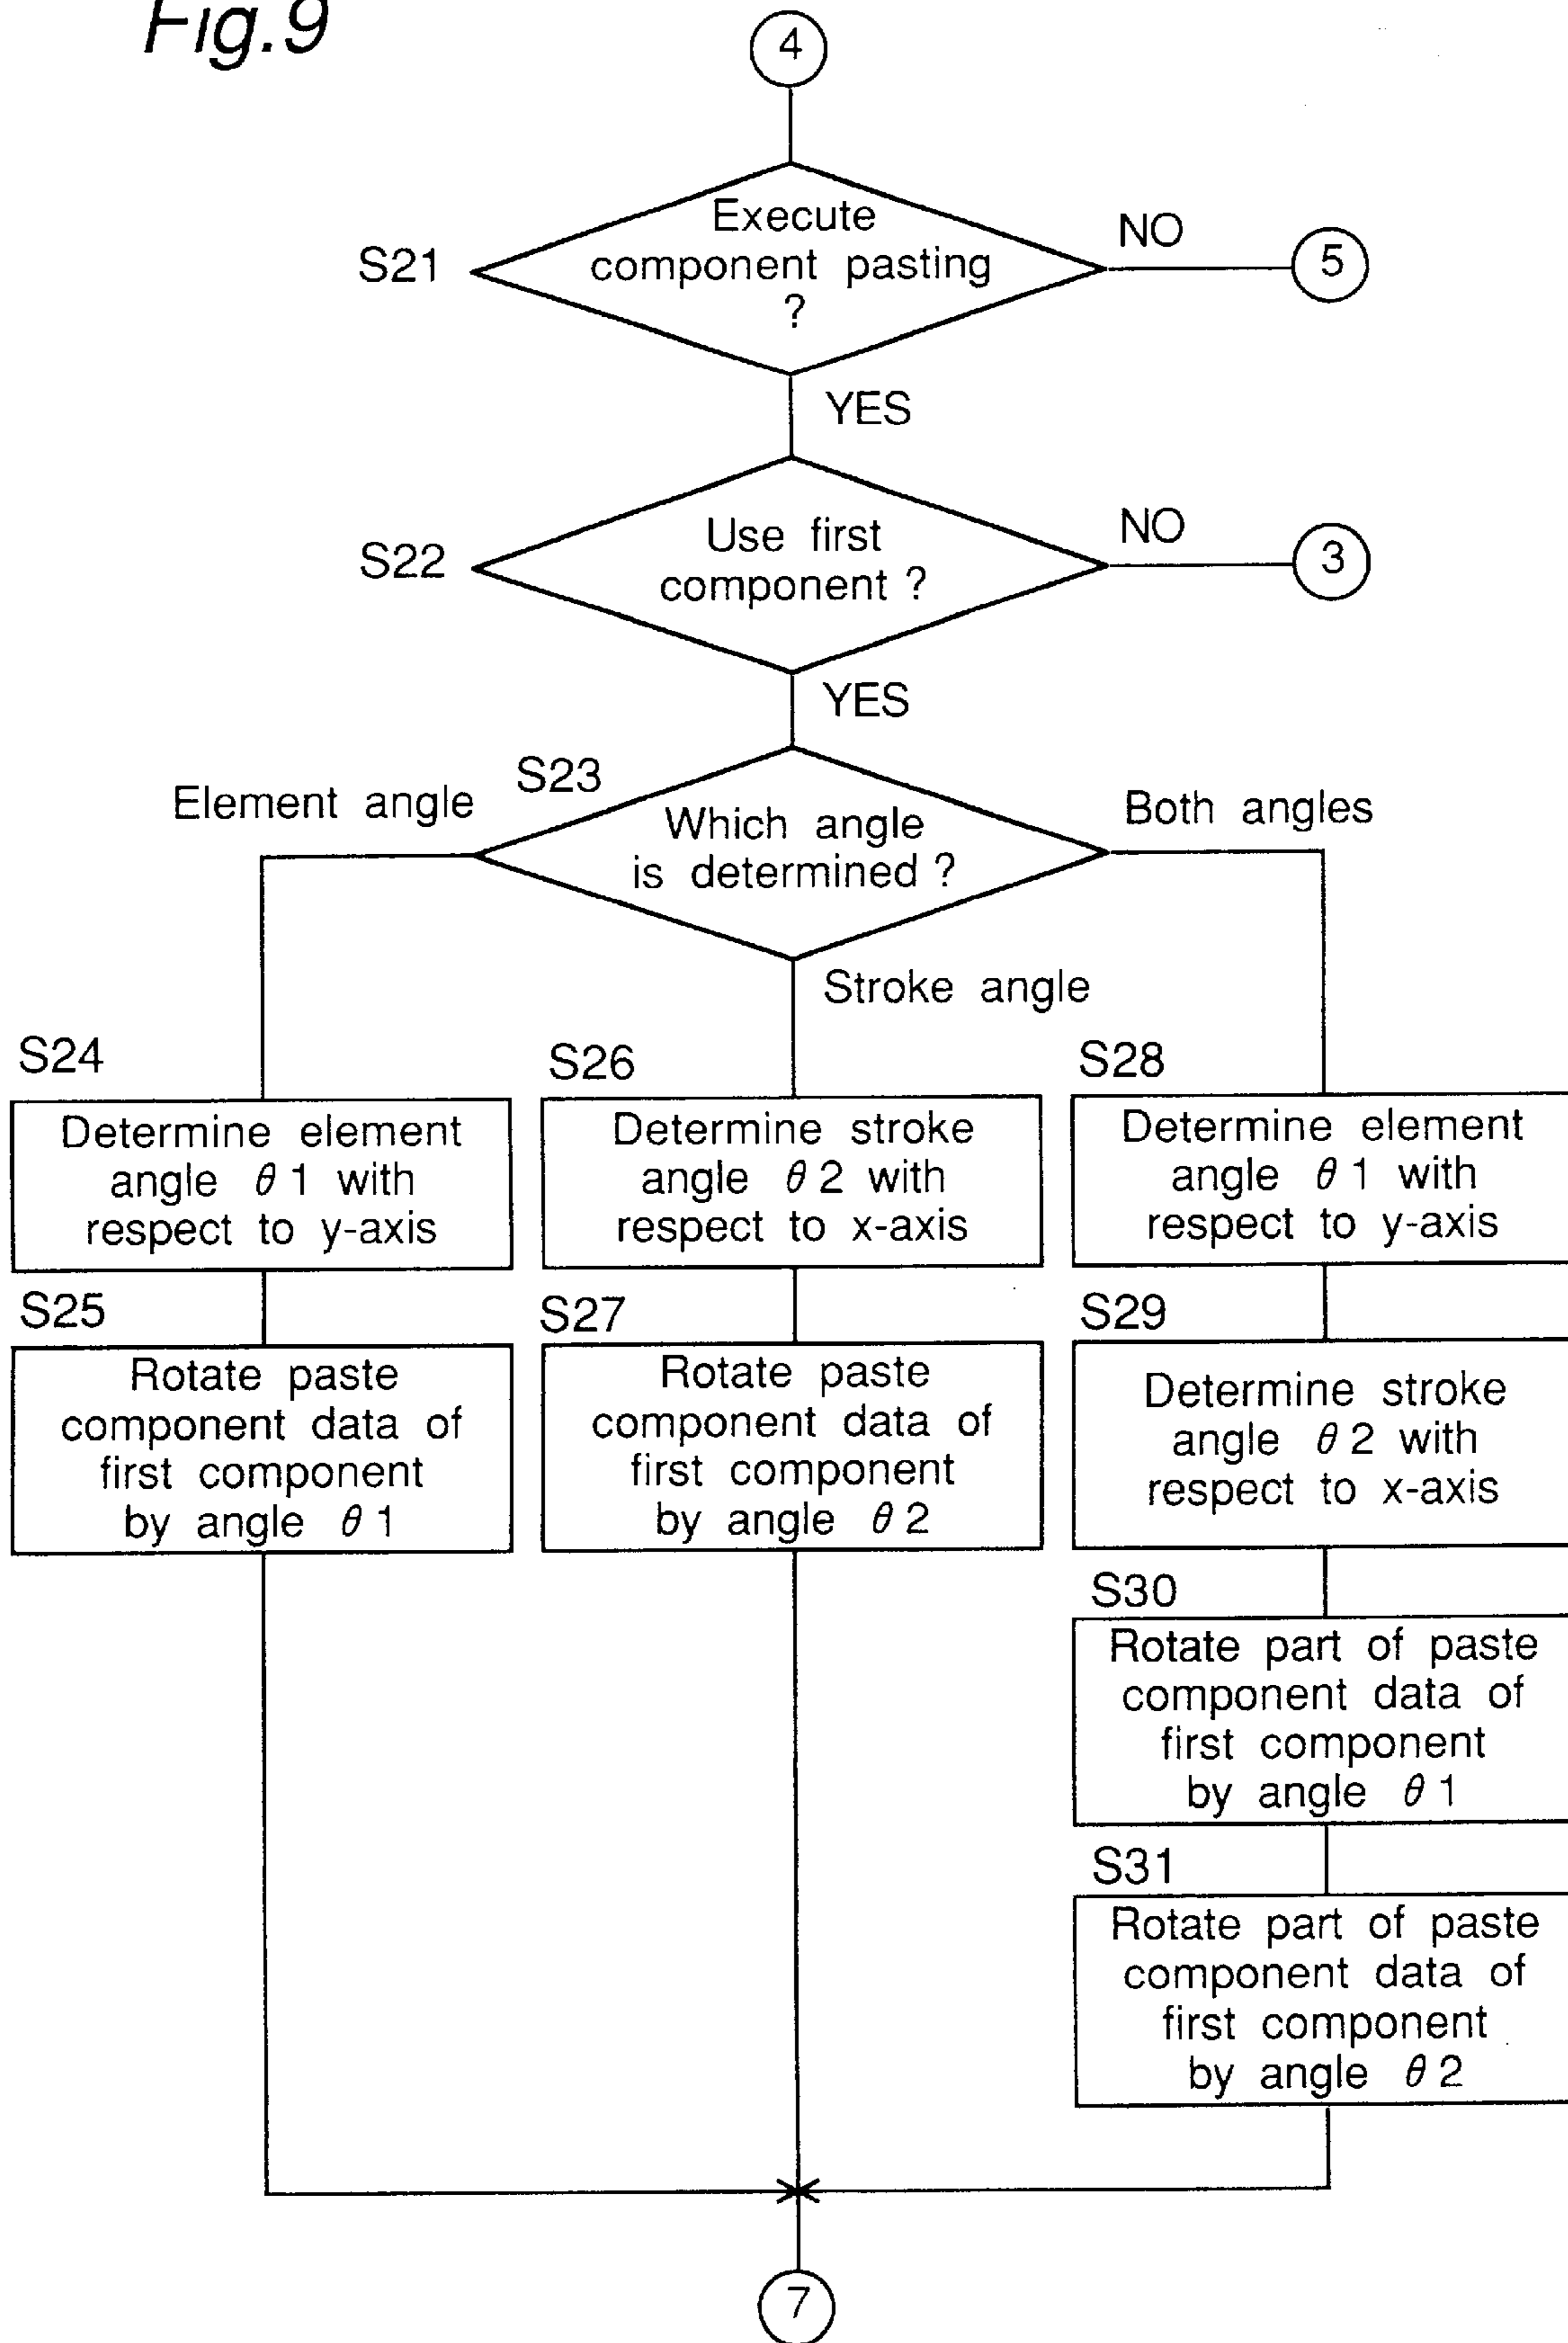 Fig.9
4
S21
Execute
component pasting
?
NO
5
YES
S22
Use first
component ?
NO
3
YES
S23
Element angle
Which angle
is determined ?
Both angles
Stroke angle
S24
Determine element
angle θ1 with
respect to y-axis
S25
Rotate paste
component data of
first component
by angle θ1
S26
Determine stroke
angle θ2 with
respect to x-axis
S27
Rotate paste
component data of
first component
by angle θ2
S28
Determine element
angle θ1 with
respect to y-axis
S29
Determine stroke
angle θ2 with
respect to x-axis
S30
Rotate part of paste
component data of
first component
by angle θ1
S31
Rotate part of paste
component data of
first component
by angle θ2
7